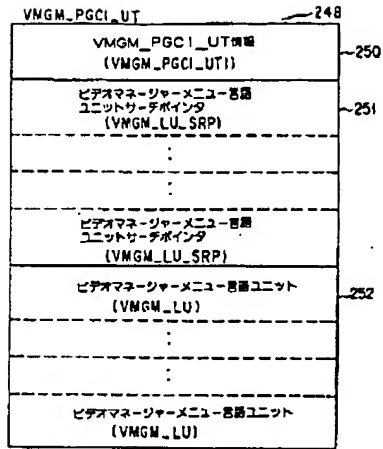 VMGM_PGCI_UT
248
VMGM_PGCI_UT情報
(VMGM_PGCI_UTI)
250
ビデオマネージャーメニュー言語
ユニットサーチポインタ
(VMGM_LU_SRP)
251
ビデオマネージャーメニュー言語
ユニットサーチポインタ
(VMGM_LU_SRP)
ビデオマネージャーメニュー言語ユニット
(VMGM_LU)
252
ビデオマネージャーメニュー言語ユニット
(VMGM_LU)